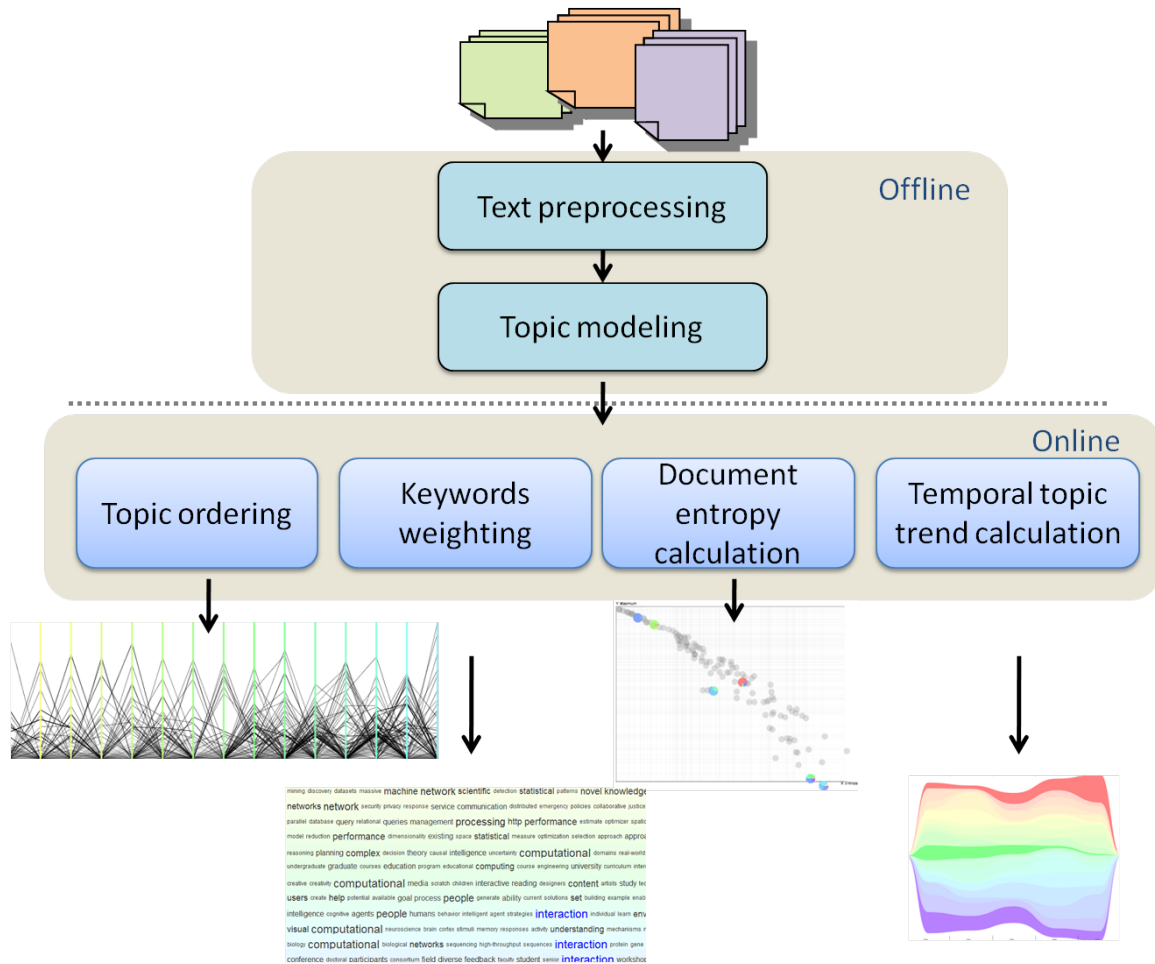 Offline
Text preprocessing
Topic modeling
Online
Topic ordering
Keywords
weighting
Document
entropy
calculation
Temporal topic
trend calculation
mining discovery datasets massive machine network scientific detection statistical patterns novel knowledge
networks network security privacy response service communication distributed emergency policies collaborative justice
parallel database query relational queries management processing http performance estimate optimizer
model reduction performance dimensionality existing space statistical measure optimization selection approach
reasoning planning complex decision theory causal intelligence uncertainty computational domains
undergraduate graduate courses education program educational computing course engineering university curriculum
creative creativity computational media scratch children interactive reading designers content artists study
users create help potential available goal process people generate ability current solutions set building example
intelligence cognitive agents people humans behavior intelligent agent strategies interaction individual learn
visual computational neuroscience brain cortex stimuli memory responses activity understanding mechanisms
biology computational biological networks sequencing high-throughput sequences interaction protein gene
conference doctoral participants consortium field diverse feedback faculty student senior interaction workshop